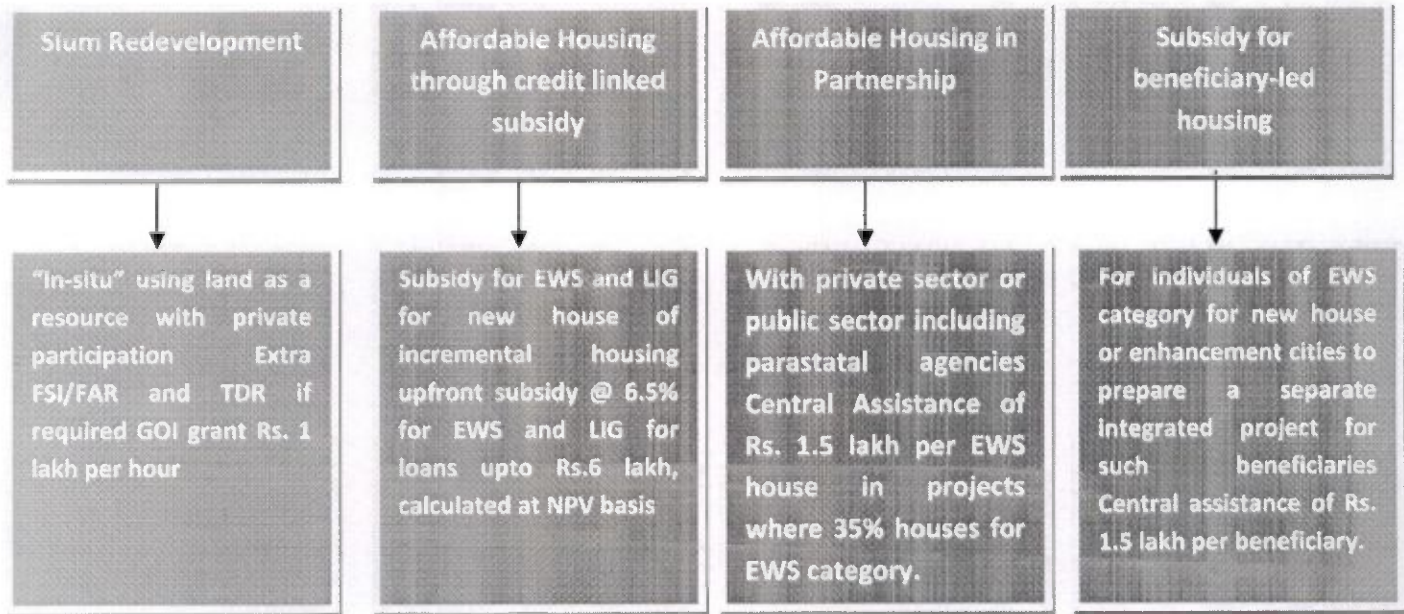 Slum Redevelopment
Affordable Housing
through credit linked
subsidy
Affordable Housing in
Partnership
Subsidy for
beneficiary-led
housing
"In-situ" using land as a
resource with private
participation Extra
FSI/FAR and TDR if
required GOI grant Rs. 1
lakh per hour
Subsidy for EWS and LIG
for new house of
incremental housing
upfront subsidy @ 6.5%
for EWS and LIG for
loans upto Rs.6 lakh,
calculated at NPV basis
With private sector or
public sector including
parastatal agencies
Central Assistance of
Rs. 1.5 lakh per EWS
house in projects
where 35% houses for
EWS category.
For individuals of EWS
category for new house
or enhancement cities to
prepare a separate
integrated project for
such beneficiaries
Central assistance of Rs.
1.5 lakh per beneficiary.